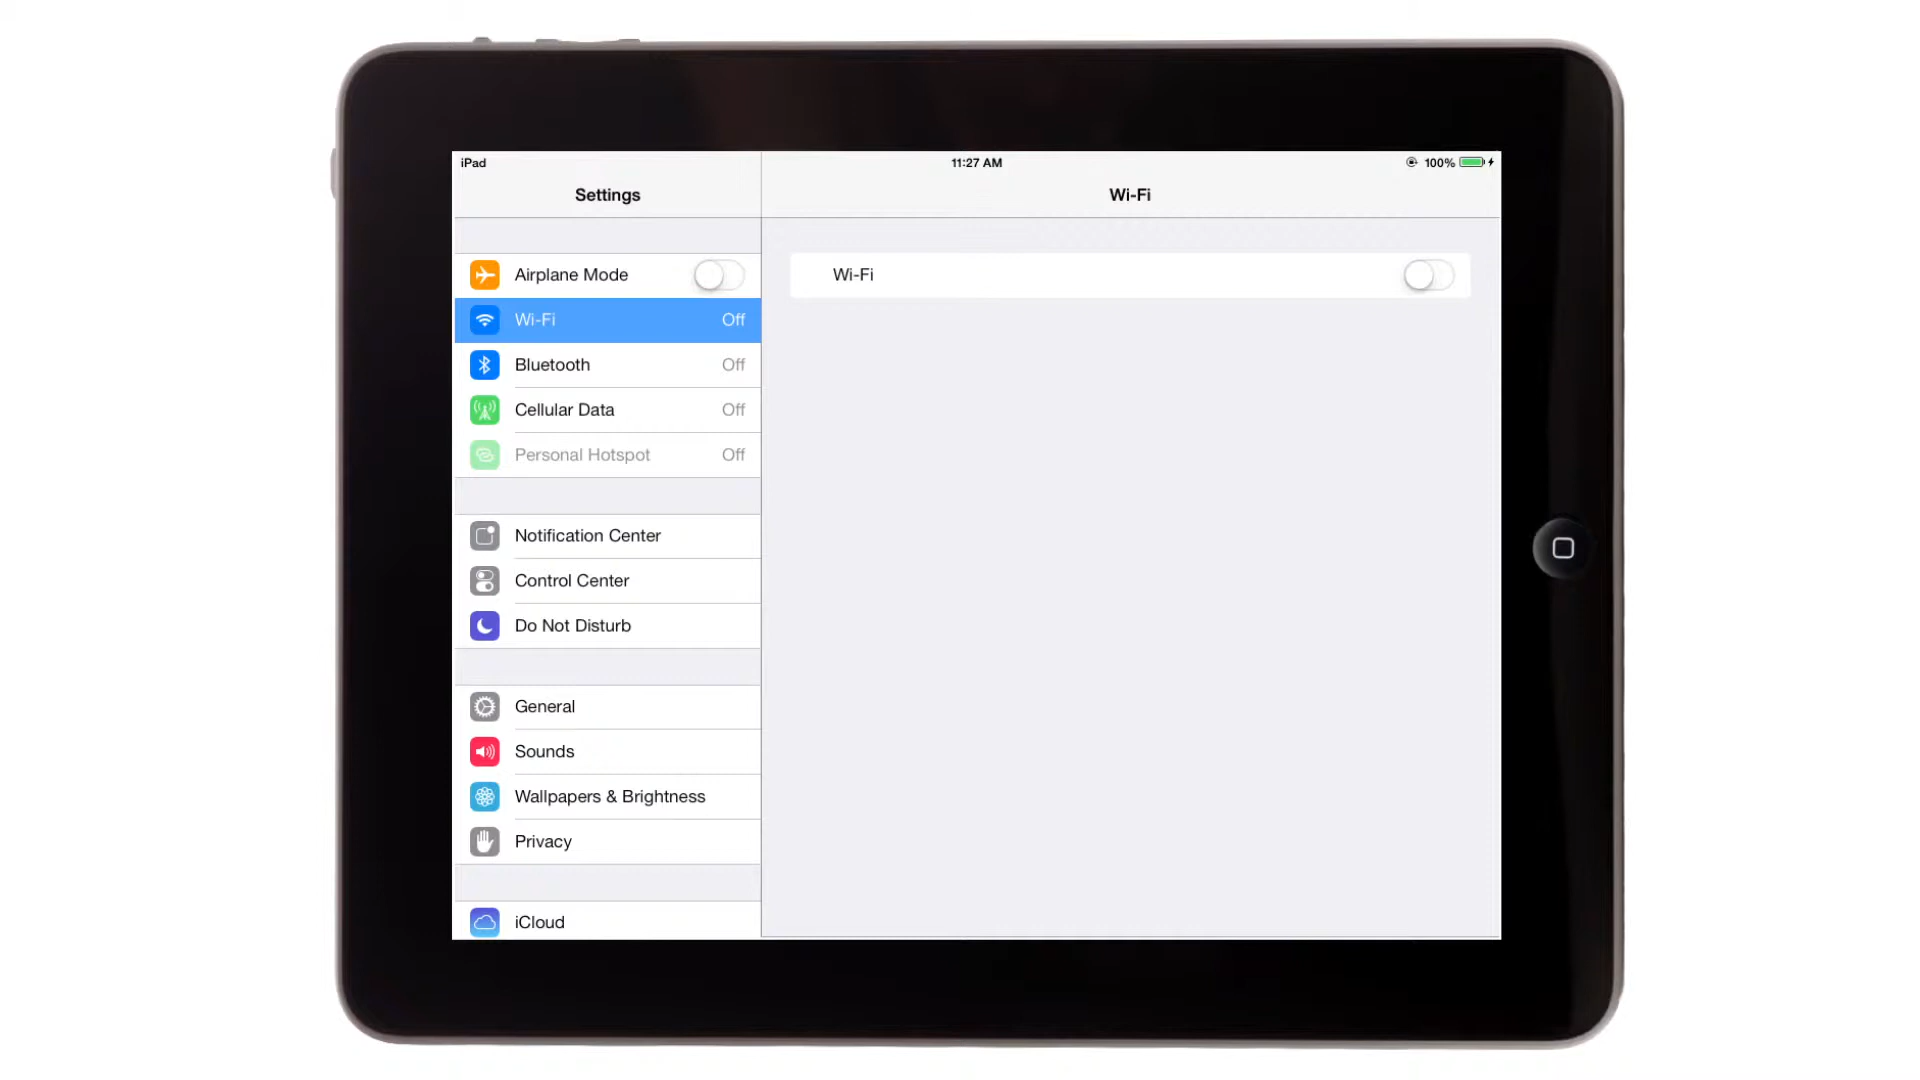 iPad 11:27 AM 100%
Settings
Wi-Fi
Airplane Mode
Wi-Fi Off
Bluetooth Off
Cellular Data Off
Personal Hotspot Off
Notification Center
Control Center
Do Not Disturb
General
Sounds
Wallpapers & Brightness
Privacy
iCloud
Wi-Fi